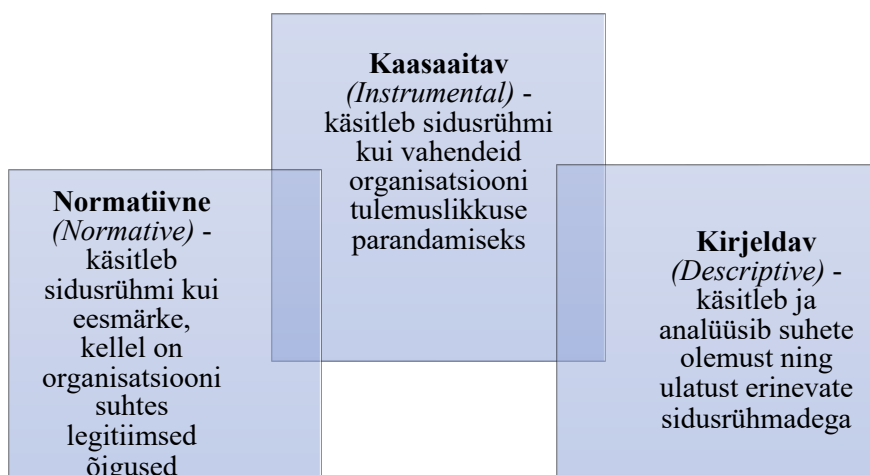 Kaasaaitav
(Instrumental) -
käsitleb sidusrühmi
kui vahendeid
organisatsiooni
tulemuslikkuse
parandamiseks
Normatiivne
(Normative) -
käsitleb
sidusrühmi kui
eesmärke,
kellel on
organisatsiooni
suhtes
legitiimsed
õigused
Kirjeldav
(Descriptive) -
käsitleb ja
analüüsib suhete
olemust ning
ulatust erinevate
sidusrühmadega